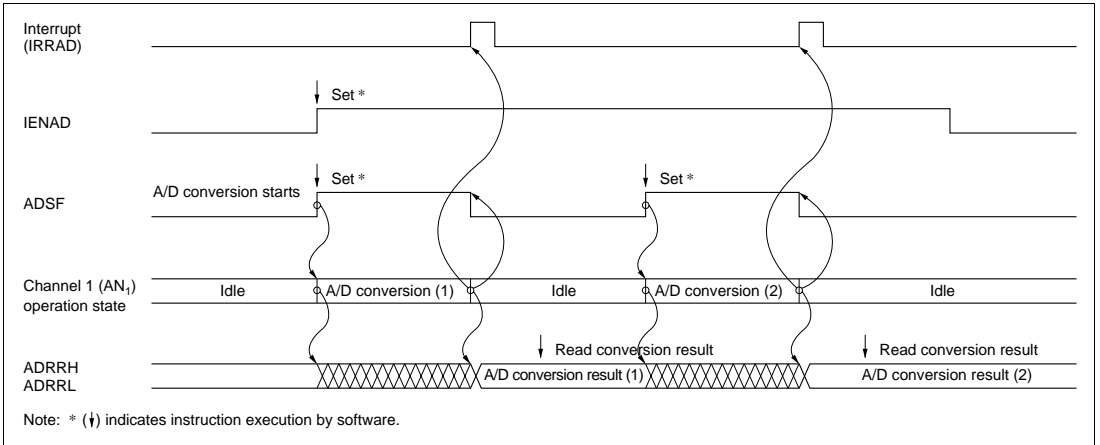 Interrupt
(IRRAD)
Set *
IENAD
Set *
Set *
A/D conversion starts
ADSF
Channel 1 (AN1)
operation state
Idle
A/D conversion (1)
Idle
A/D conversion (2)
Idle
Read conversion result
Read conversion result
ADRRH
ADRRL
A/D conversion result (1)
A/D conversion result (2)
Note: * (↓) indicates instruction execution by software.